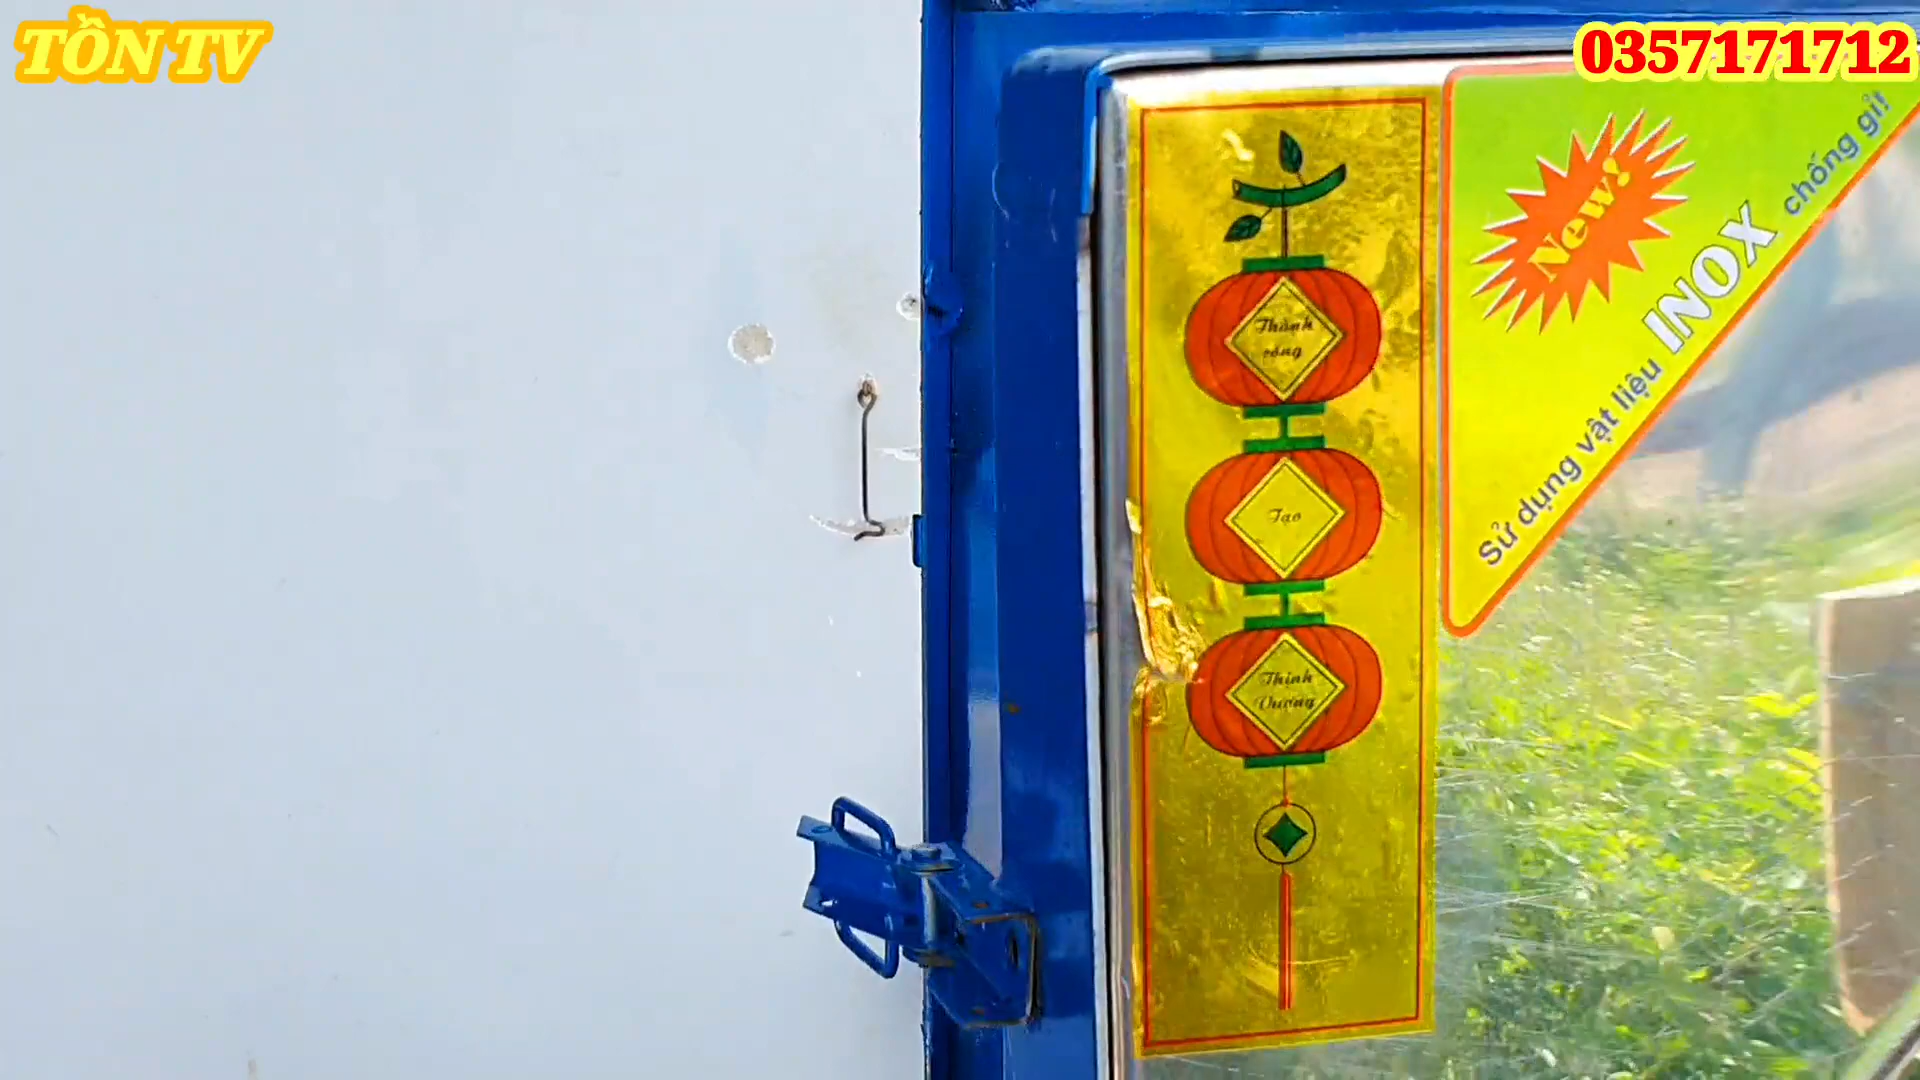 TỒN TV
0357171712
New!
Sử dụng vật liệu INOX chống gỉ!
Thành
công
Tạo
Thịnh
Vượng